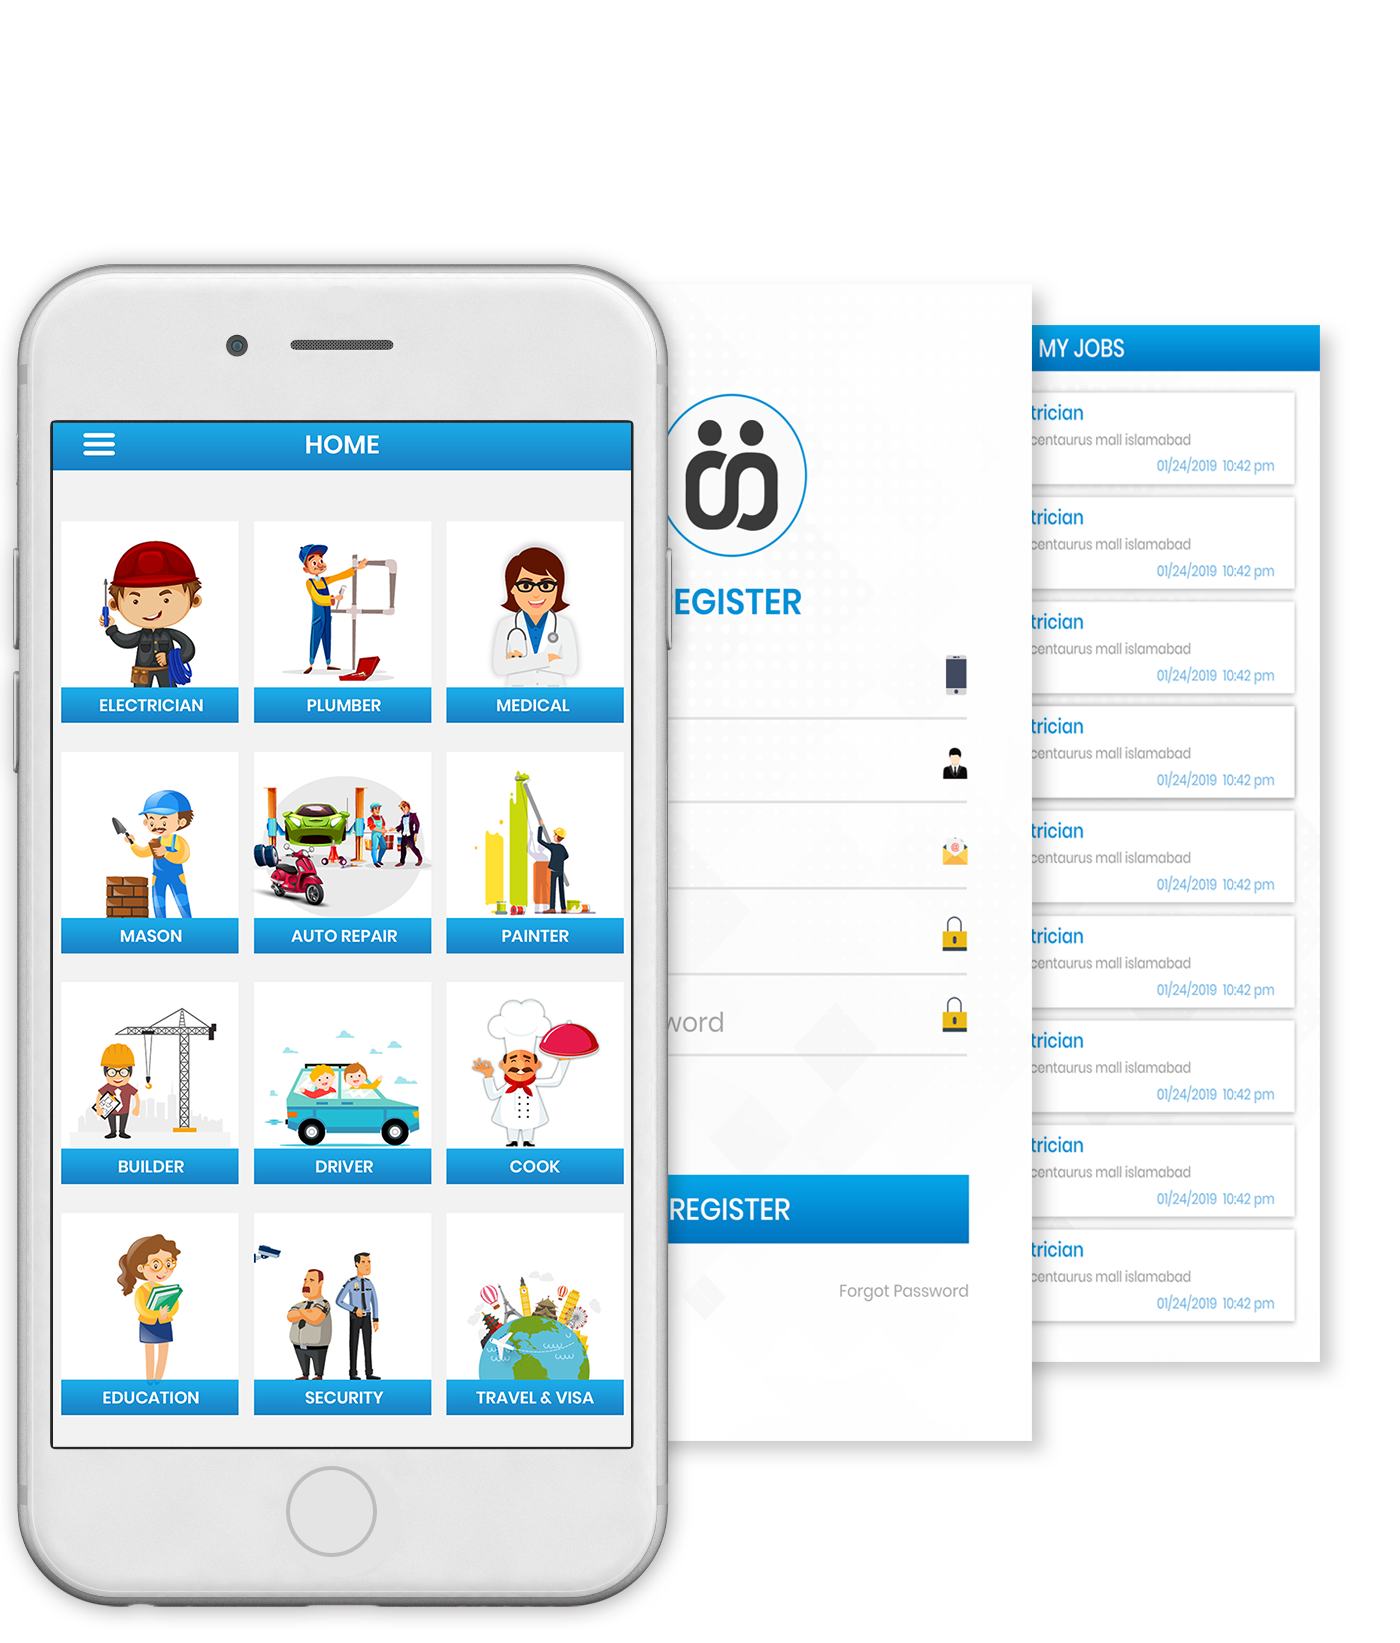 HOME
ELECTRICIAN
PLUMBER
MEDICAL
MASON
AUTO REPAIR
PAINTER
BUILDER
DRIVER
COOK
EDUCATION
SECURITY
TRAVEL & VISA
EGISTER
word
REGISTER
Forgot Password
MY JOBS
trician
centaurus mall islamabad
01/24/2019 10:42 pm
trician
centaurus mall islamabad
01/24/2019 10:42 pm
trician
centaurus mall islamabad
01/24/2019 10:42 pm
trician
centaurus mall islamabad
01/24/2019 10:42 pm
trician
centaurus mall islamabad
01/24/2019 10:42 pm
trician
centaurus mall islamabad
01/24/2019 10:42 pm
trician
centaurus mall islamabad
01/24/2019 10:42 pm
trician
centaurus mall islamabad
01/24/2019 10:42 pm
trician
centaurus mall islamabad
01/24/2019 10:42 pm